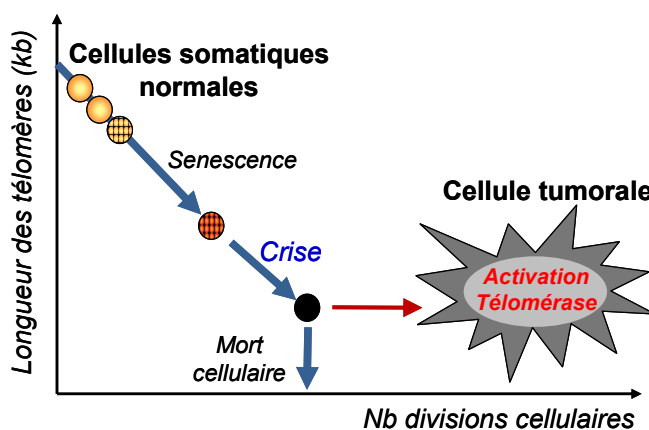 Longueur des télomères (kb)
Cellules somatiques
normales
Senescence
Crise
Mort
cellulaire
Cellule tumorale
Activation
Télomérase
Nb divisions cellulaires